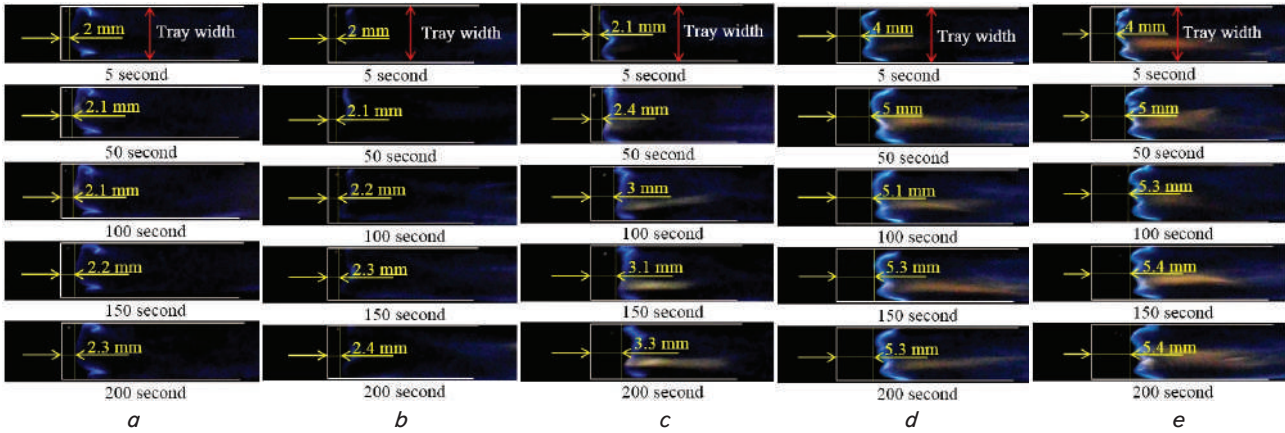 2 mm Tray width
5 second
2.1 mm
50 second
2.1 mm
100 second
2.2 mm
150 second
2.3 mm
200 second
a
2 mm Tray width
5 second
2.1 mm
50 second
2.2 mm
100 second
2.3 mm
150 second
2.4 mm
200 second
b
2.1 mm Tray width
5 second
2.4 mm
50 second
3 mm
100 second
3.1 mm
150 second
3.3 mm
200 second
c
4 mm Tray width
5 second
5 mm
50 second
5.1 mm
100 second
5.3 mm
150 second
5.3 mm
200 second
d
4 mm Tray width
5 second
5 mm
50 second
5.3 mm
100 second
5.4 mm
150 second
5.4 mm
200 second
e